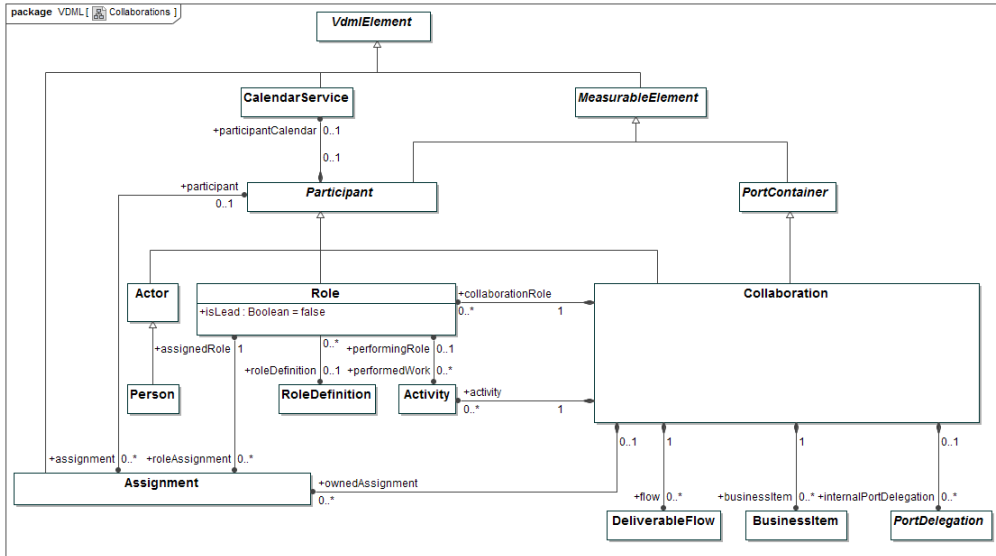 package VDML [ Collaborations ]
VdmlElement
CalendarService
MeasurableElement
+participantCalendar 0..1
0..1
+participant
0..1
Participant
PortContainer
Actor
Role
+isLead : Boolean = false
+collaborationRole
0..*
1
Collaboration
+assignedRole 1
0..*
+performingRole 0..1
+roleDefinition 0..1
+performedWork 0..*
Person
RoleDefinition
Activity
+activity
0..*
1
0..1
1
1
0..1
+assignment 0..*
+roleAssignment 0..*
Assignment
+ownedAssignment
0..*
+flow 0..*
+businessItem 0..*
+internalPortDelegation 0..*
DeliverableFlow
BusinessItem
PortDelegation